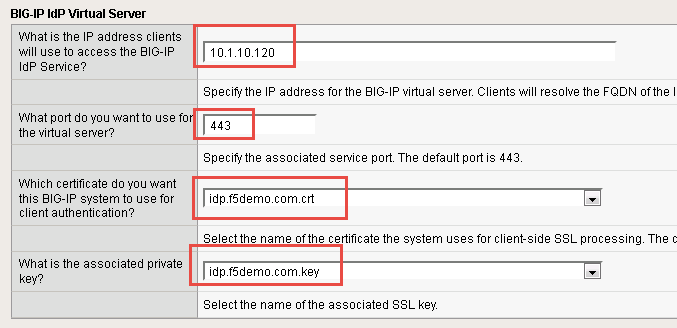 BIG-IP IdP Virtual Server
What is the IP address clients
will use to access the BIG-IP
IdP Service?
10.1.10.120
Specify the IP address for the BIG-IP virtual server. Clients will resolve the FQDN of the
What port do you want to use for
the virtual server?
443
Specify the associated service port. The default port is 443.
Which certificate do you want
this BIG-IP system to use for
client authentication?
idp.f5demo.com.crt
Select the name of the certificate the system uses for client-side SSL processing. The
What is the associated private
key?
idp.f5demo.com.key
Select the name of the associated SSL key.